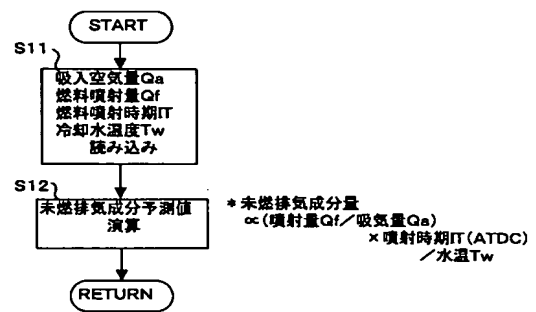 START
S11
吸入空気量Qa
燃料噴射量Qf
燃料噴射時期IT
冷却水温度Tw
読み込み
S12
未燃排気成分予測値
演算
*未燃排気成分量
∝(噴射量Qf/吸気量Qa)
×噴射時期IT(ATDC)
/水温Tw
RETURN